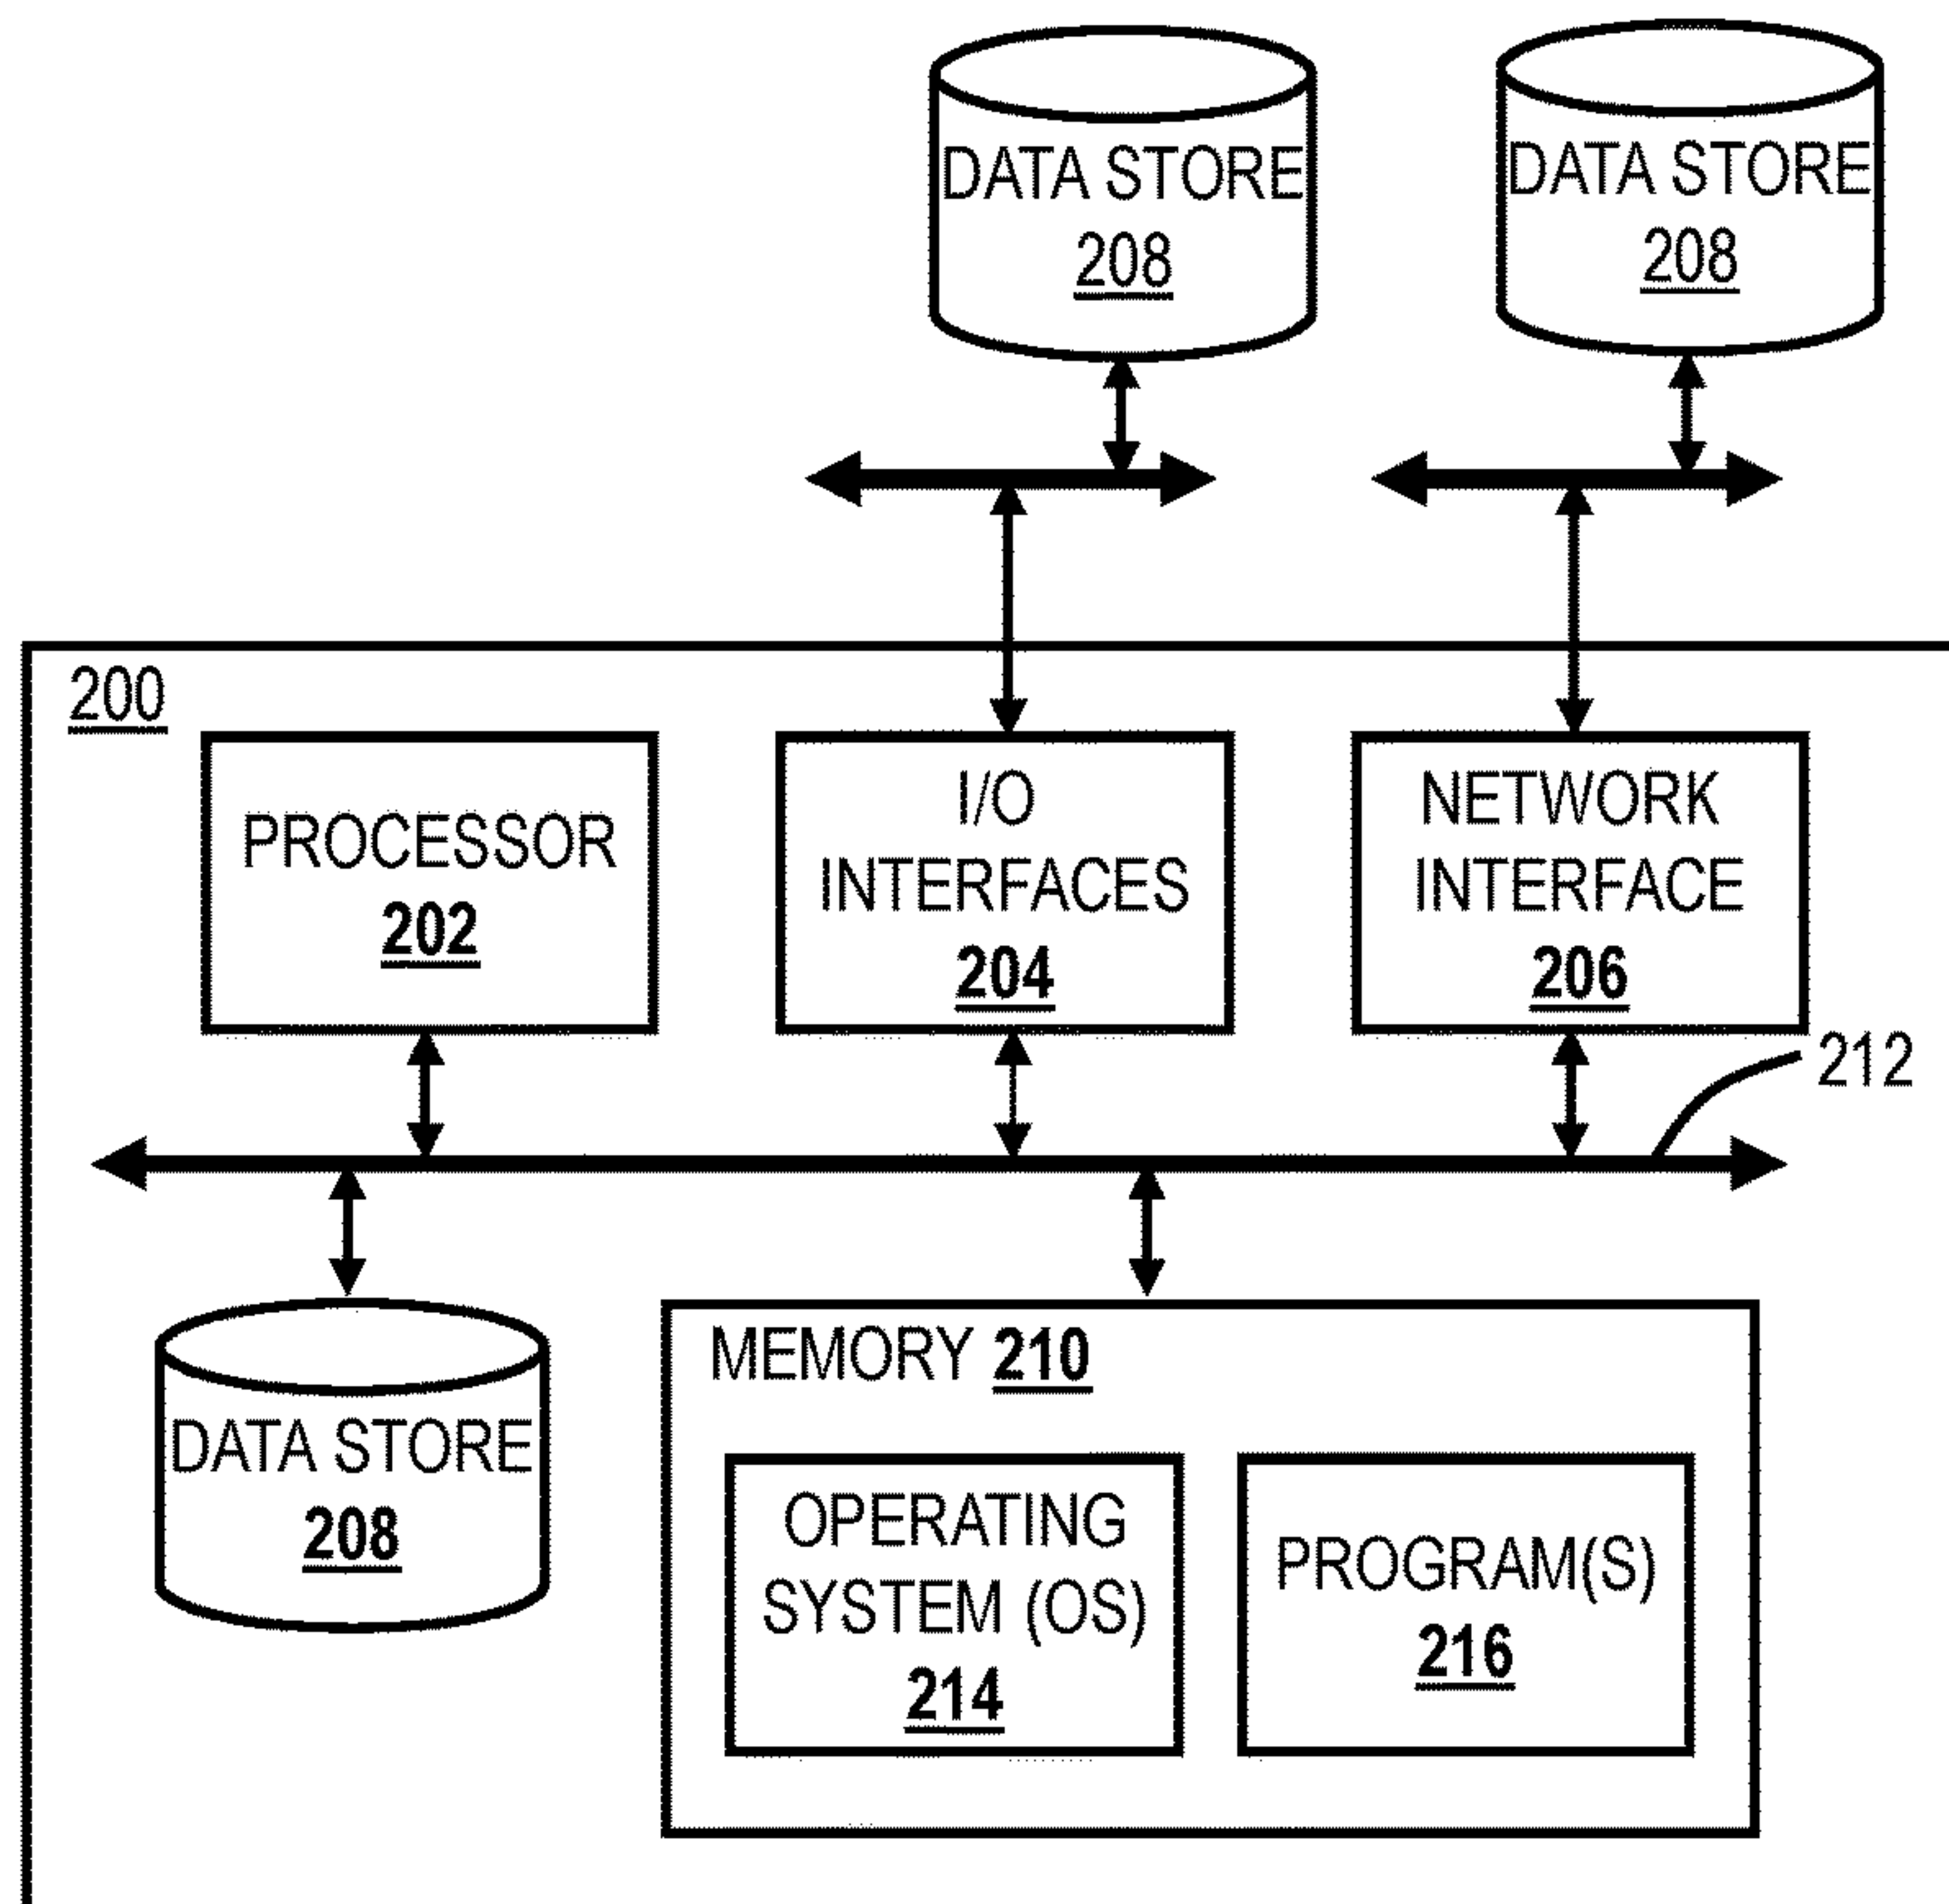 DATA STORE
208
DATA STORE
208
200
PROCESSOR
202
I/O
INTERFACES
204
NETWORK
INTERFACE
206
212
DATA STORE
208
MEMORY 210
OPERATING
SYSTEM (OS)
214
PROGRAM(S)
216